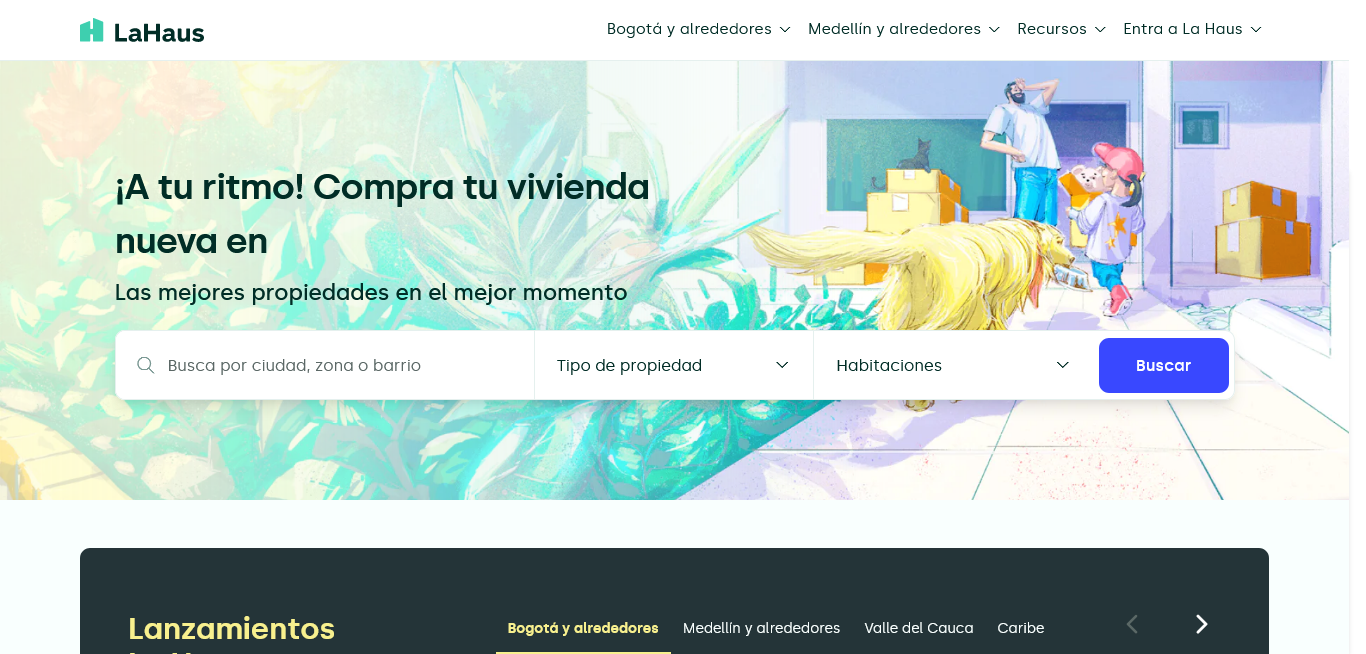 LaHaus
Bogotá y alrededores
Medellín y alrededores
Recursos
Entra a La Haus
¡A tu ritmo! Compra tu vivienda
nueva en
Las mejores propiedades en el mejor momento
Busca por ciudad, zona o barrio
Tipo de propiedad
Habitaciones
Buscar
Lanzamientos
Bogotá y alrededores
Medellín y alrededores
Valle del Cauca
Caribe